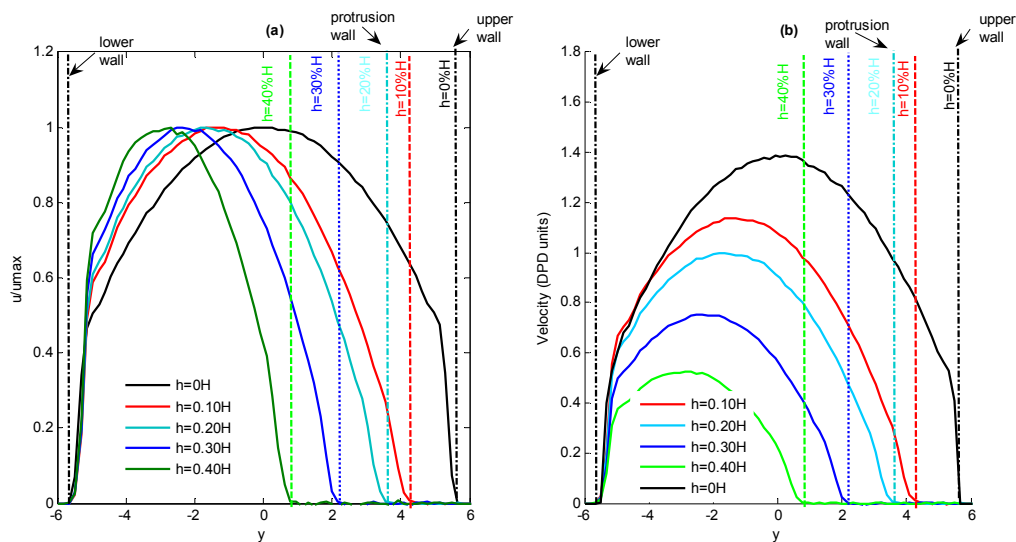 (a)
lower
wall
protrusion
wall
upper
wall
h=40%H
h=30%H
h=20%H
h=10%H
h=0%H
u/umax
1.2
1
0.8
0.6
0.4
0.2
0
h=0H
h=0.10H
h=0.20H
h=0.30H
h=0.40H
-6
-4
-2
0
2
4
6
y
(b)
lower
wall
protrusion
wall
upper
wall
h=40%H
h=30%H
h=20%H
h=10%H
h=0%H
Velocity (DPD units)
1.8
1.6
1.4
1.2
1
0.8
0.6
0.4
0.2
0
h=0.10H
h=0.20H
h=0.30H
h=0.40H
h=0H
-6
-4
-2
0
2
4
6
y